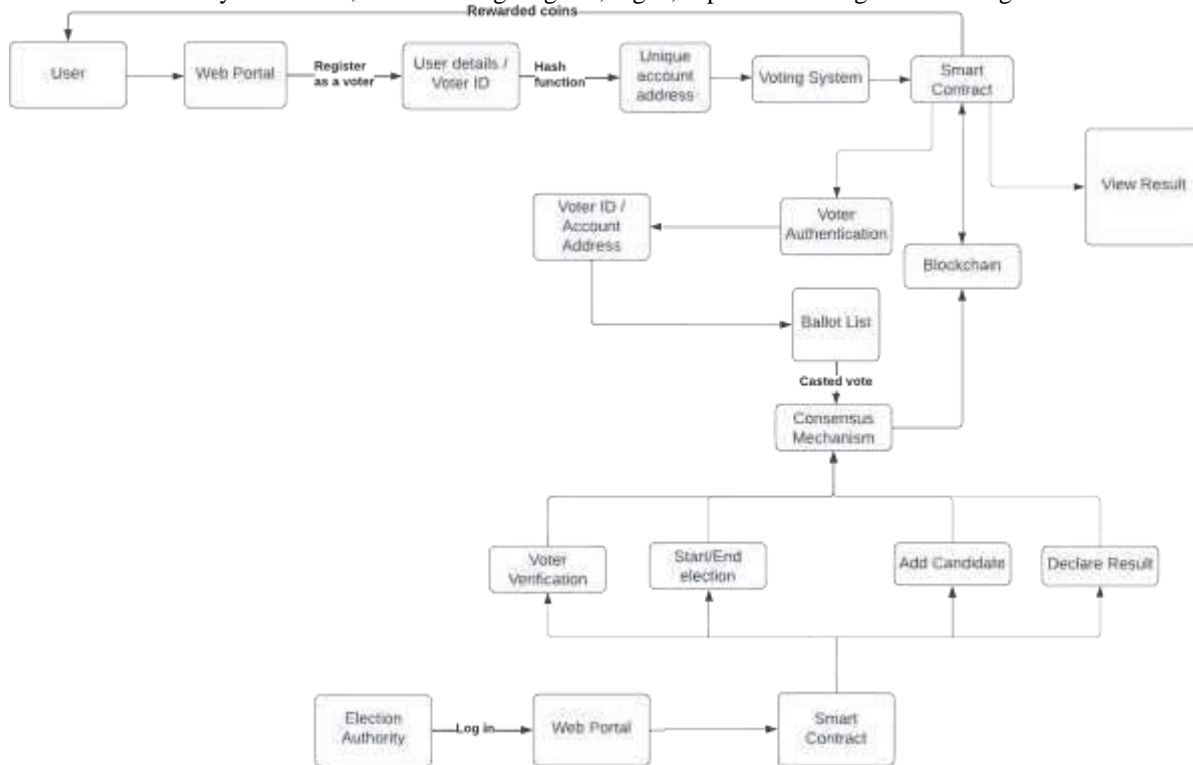 Rewarded coins
User
Web Portal
Register
as a voter
User details /
Voter ID
Hash
function
Unique
account
address
Voting System
Smart
Contract
View Result
Voter ID /
Account
Address
Voter
Authentication
Blockchain
Ballot List
Casted vote
Consensus
Mechanism
Voter
Verification
Start/End
election
Add Candidate
Declare Result
Election
Authority
Log in
Web Portal
Smart
Contract